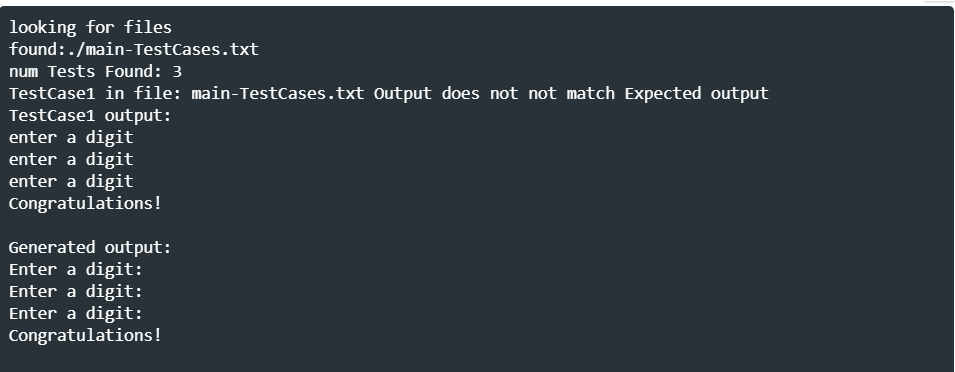 looking for files
found:./main-TestCases.txt
num Tests Found: 3
TestCase1 in file: main-TestCases.txt Output does not not match Expected output
TestCase1 output:
enter a digit
enter a digit
enter a digit
Congratulations!

Generated output:
Enter a digit:
Enter a digit:
Enter a digit:
Congratulations!